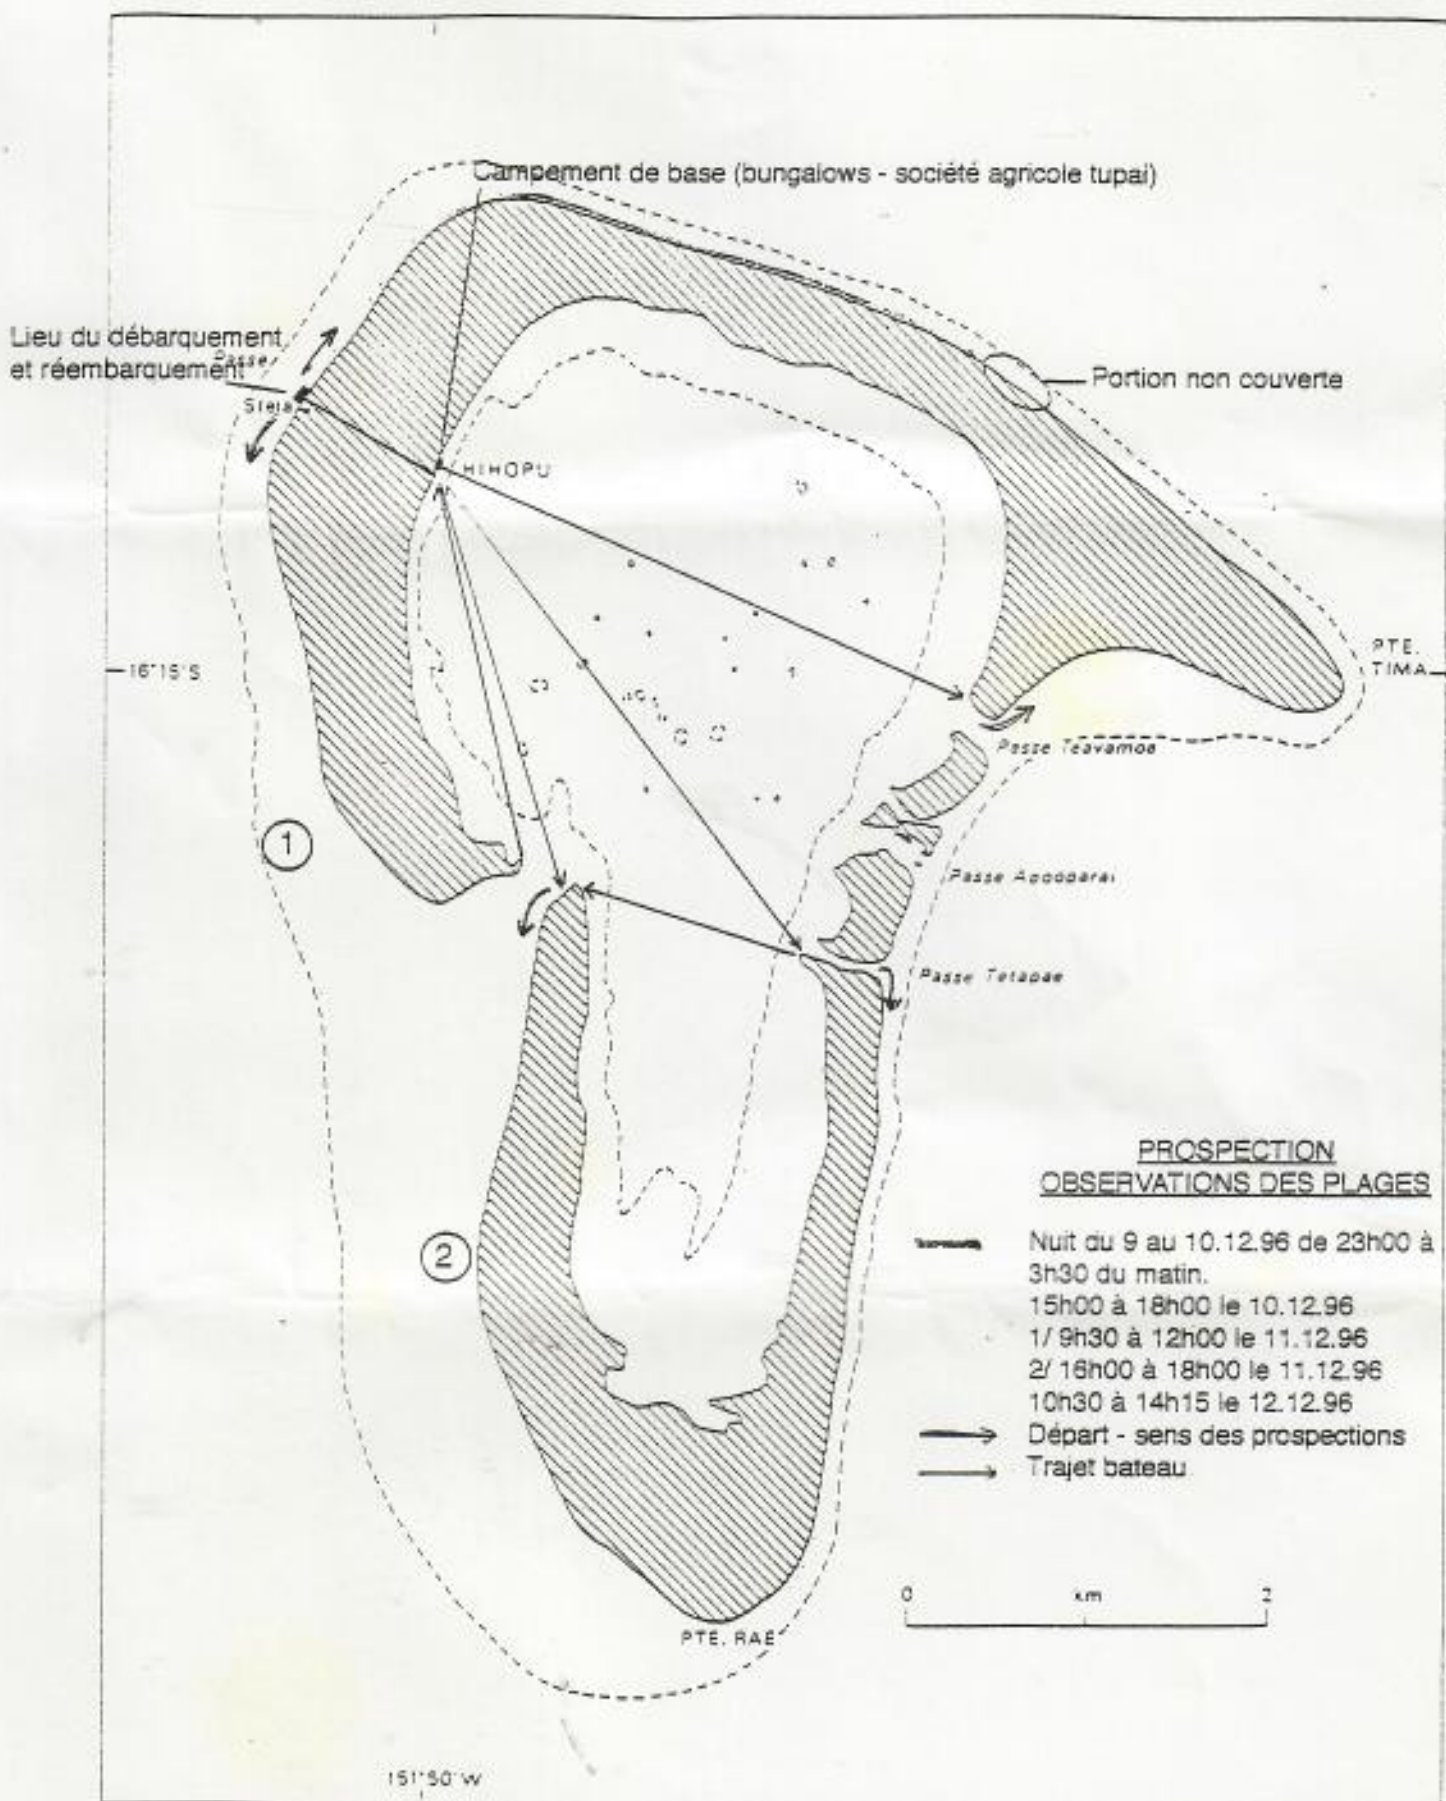 Campement de base (bungalows - société agricole tupai)
Lieu du débarquement
et réembarquement
Passe
Portion non couverte
HIHOPU
16°15'S
PTE.
TIMA
Passe Teavamoa
1
Passe
Passe Tetapae
2
PROSPECTION
OBSERVATIONS DES PLAGES
Nuit du 9 au 10.12.96 de 23h00 à
3h30 du matin.
15h00 à 18h00 le 10.12.96
1/ 9h30 à 12h00 le 11.12.96
2/ 16h00 à 18h00 le 11.12.96
10h30 à 14h15 le 12.12.96
Départ - sens des prospections
Trajet bateau
0 km 2
PTE. RAE
151°50'W